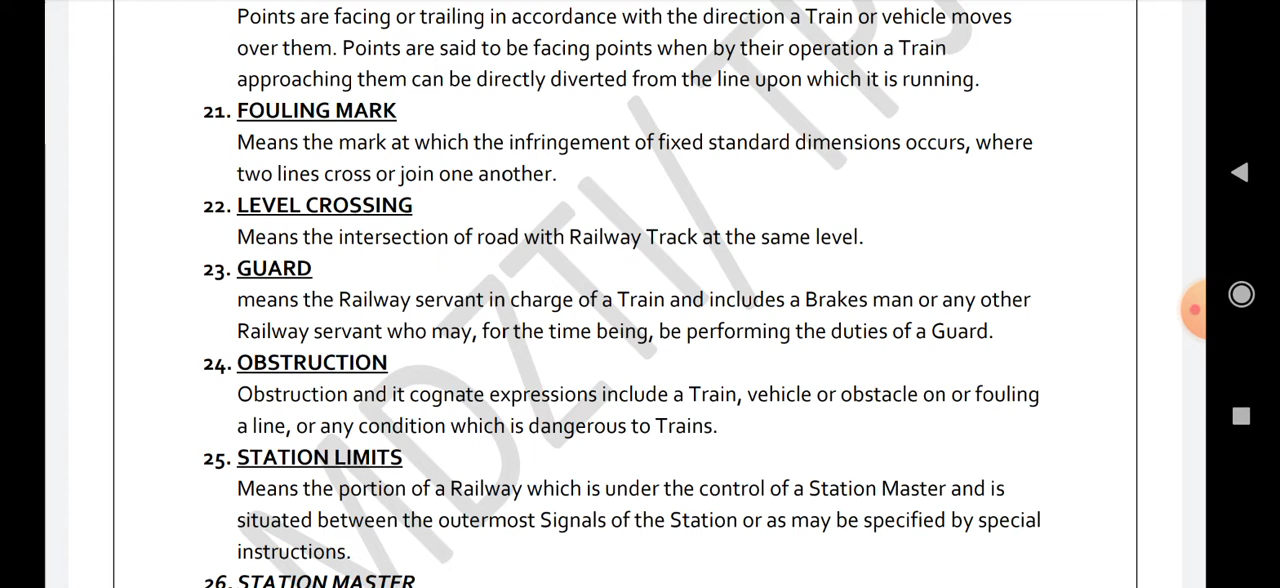 Points are facing or trailing in accordance with the direction a Train or vehicle moves
over them. Points are said to be facing points when by their operation a Train
approaching them can be directly diverted from the line upon which it is running.
21. FOULING MARK
Means the mark at which the infringement of fixed standard dimensions occurs, where
two lines cross or join one another.
22. LEVEL CROSSING
Means the intersection of road with Railway Track at the same level.
23. GUARD
means the Railway servant in charge of a Train and includes a Brakes man or any other
Railway servant who may, for the time being, be performing the duties of a Guard.
24. OBSTRUCTION
Obstruction and it cognate expressions include a Train, vehicle or obstacle on or fouling
a line, or any condition which is dangerous to Trains.
25. STATION LIMITS
Means the portion of a Railway which is under the control of a Station Master and is
situated between the outermost Signals of the Station or as may be specified by special
instructions.
26. STATION MASTER
MDZTI/ TPJ